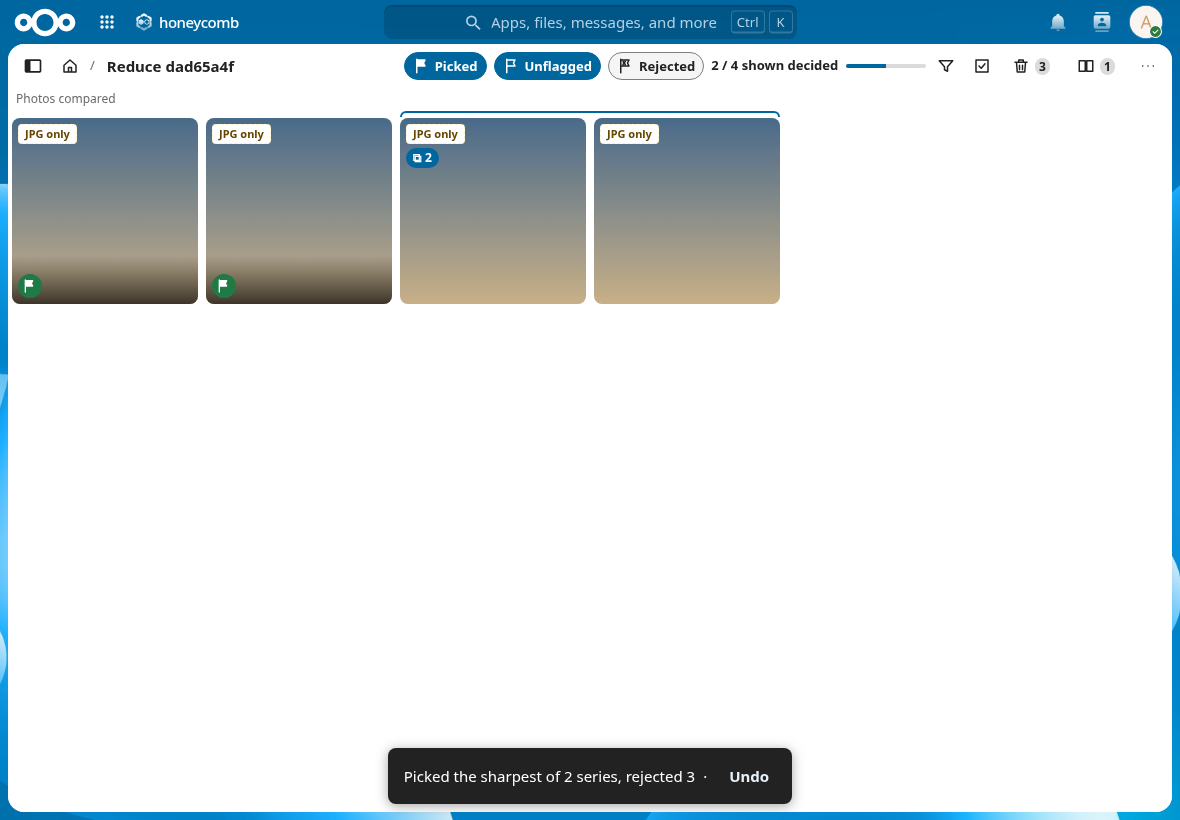 honeycomb
Apps, files, messages, and more
Ctrl
K
A
/
Reduce dad65a4f
Picked
Unflagged
Rejected
2 / 4 shown decided
3
1
Photos compared
JPG only
JPG only
JPG only
2
JPG only
Picked the sharpest of 2 series, rejected 3 · Undo